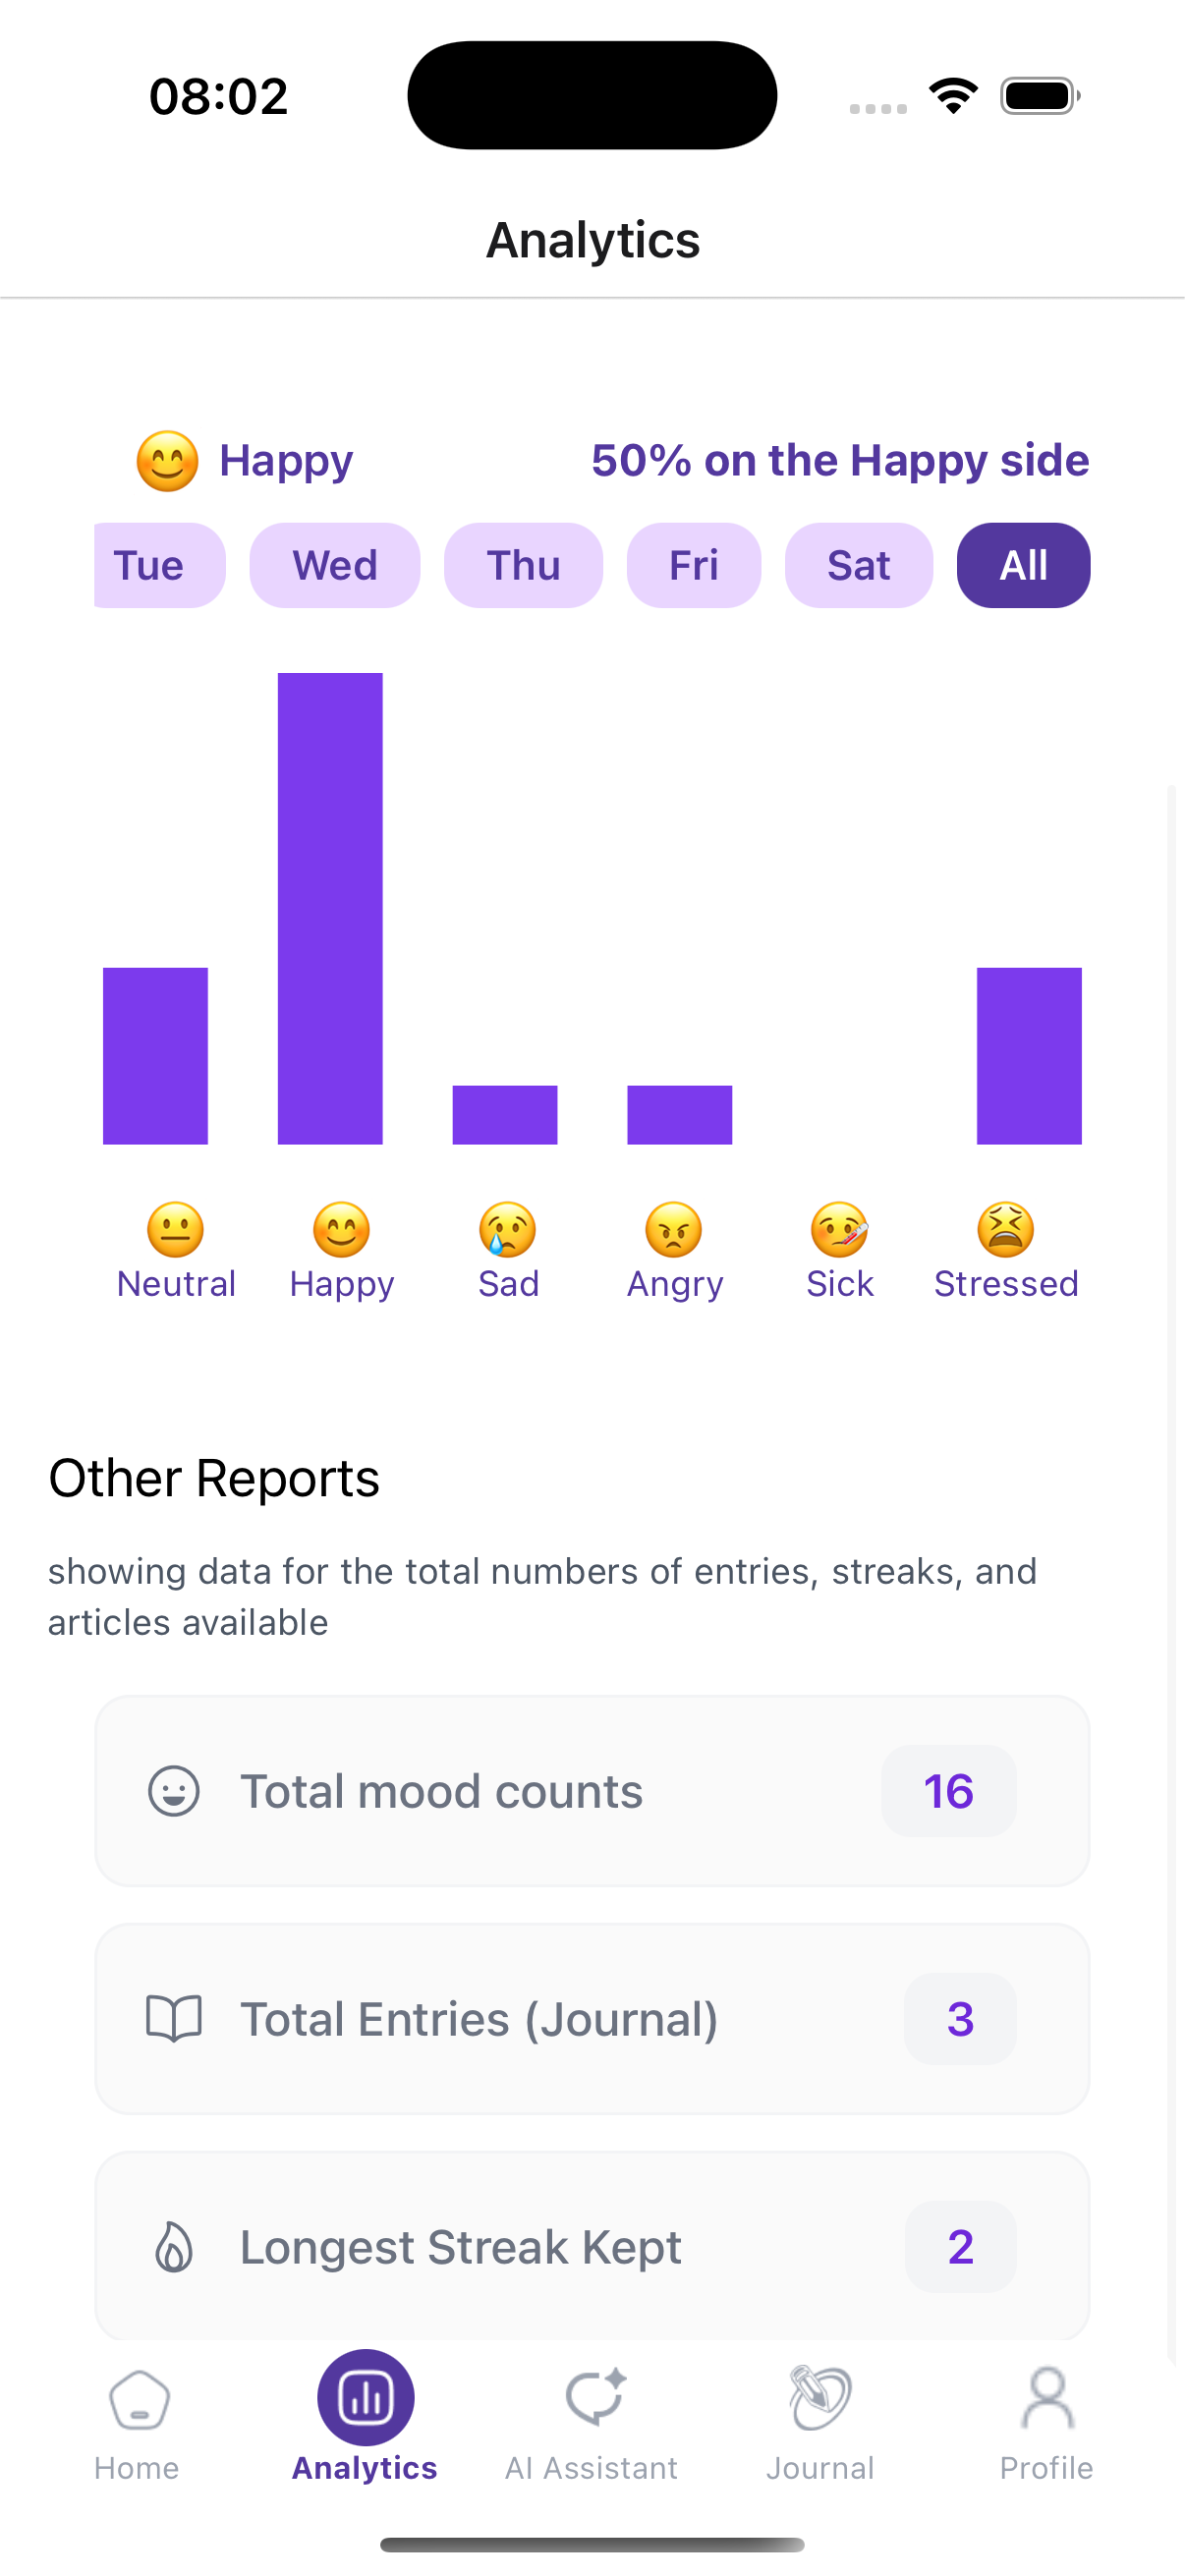 08:02
Analytics
Happy
50% on the Happy side
Tue
Wed
Thu
Fri
Sat
All
Neutral
Happy
Sad
Angry
Sick
Stressed
Other Reports
showing data for the total numbers of entries, streaks, and
articles available
Total mood counts
16
Total Entries (Journal)
3
Longest Streak Kept
2
Home
Analytics
AI Assistant
Journal
Profile